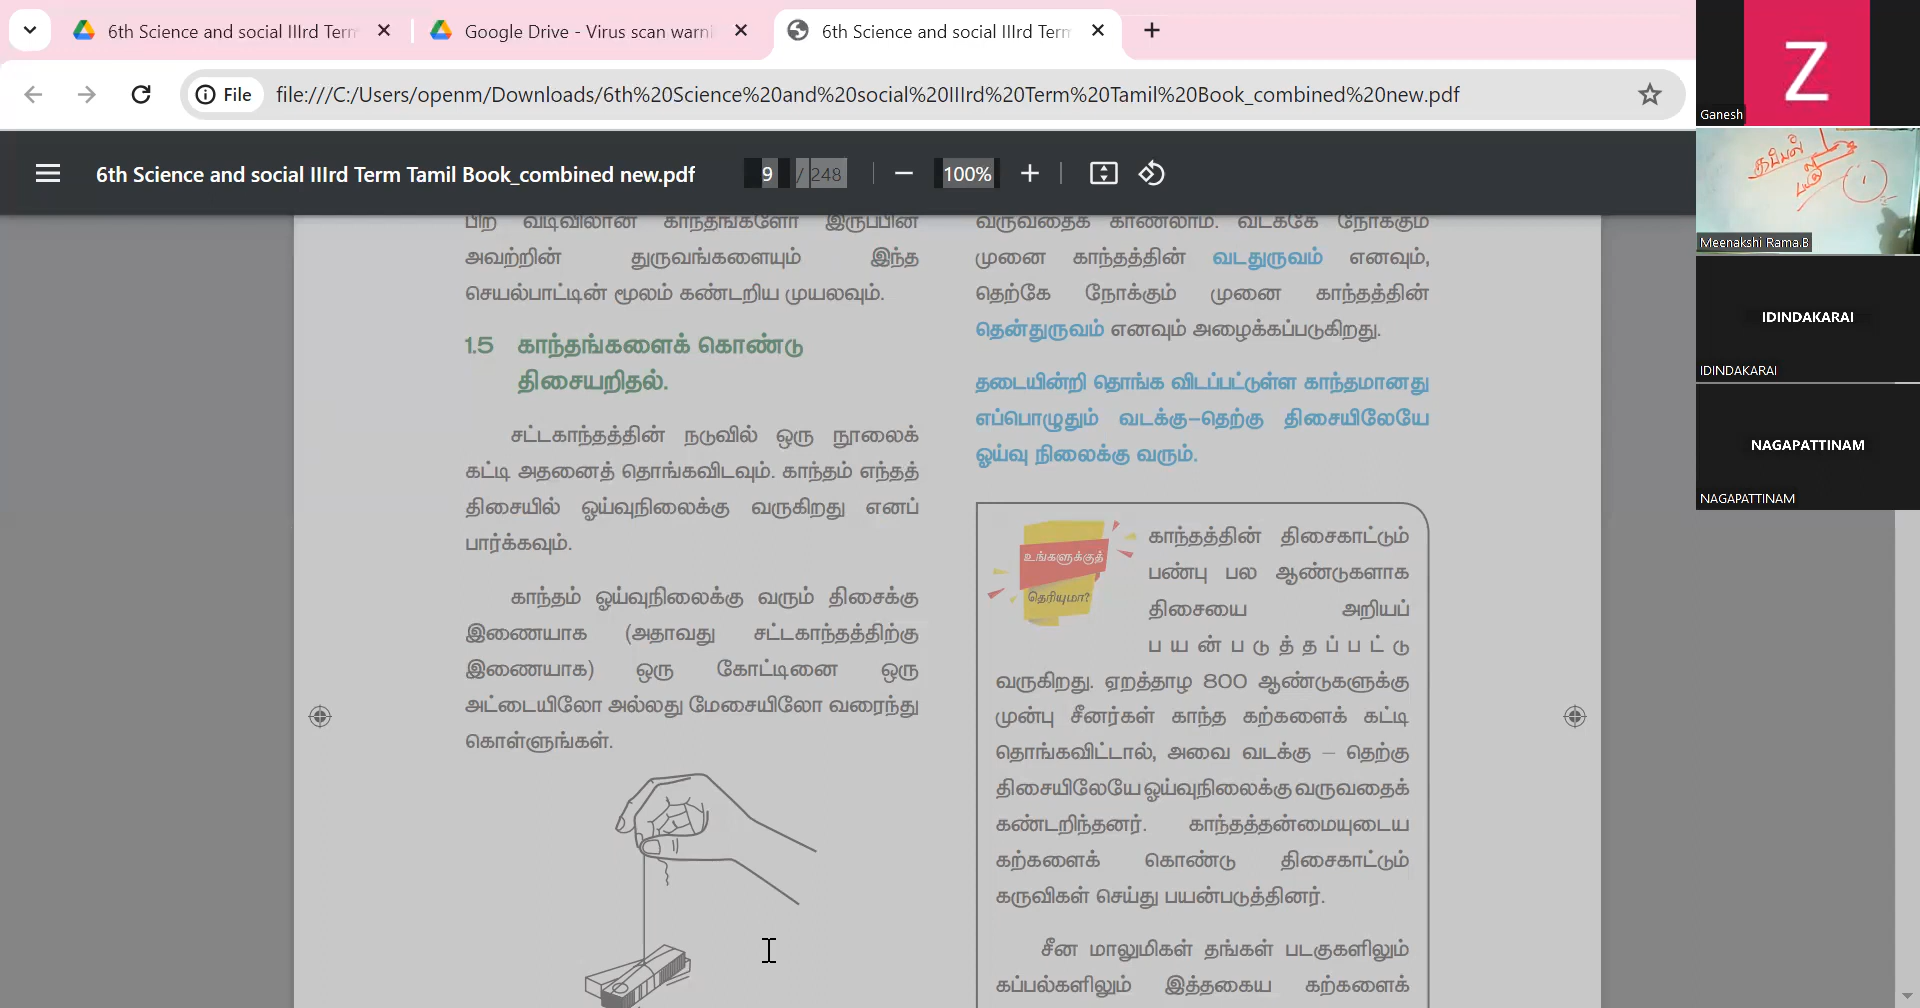 6th Science and social IIIrd Term
Google Drive - Virus scan warni
6th Science and social IIIrd Term
File
file:///C:/Users/openm/Downloads/6th%20Science%20and%20social%20IIIrd%20Term%20Tamil%20Book_combined%20new.pdf
6th Science and social IIIrd Term Tamil Book_combined new.pdf
9 / 248
100%
பிற வடிவிலான காந்தங்களோ இருப்பின்
அவற்றின் துருவங்களையும் இந்த
செயல்பாட்டின் மூலம் கண்டறிய முயலவும்.
1.5 காந்தங்களைக் கொண்டு
திசையறிதல்.
சட்டகாந்தத்தின் நடுவில் ஒரு நூலைக்
கட்டி அதனைத் தொங்கவிடவும். காந்தம் எந்தத்
திசையில் ஓய்வுநிலைக்கு வருகிறது எனப்
பார்க்கவும்.
காந்தம் ஓய்வுநிலைக்கு வரும் திசைக்கு
இணையாக (அதாவது சட்டகாந்தத்திற்கு
இணையாக) ஒரு கோட்டினை ஒரு
அட்டையிலோ அல்லது மேசையிலோ வரைந்து
கொள்ளுங்கள்.
வருவதைக் காணலாம். வடக்கே நோக்கும்
முனை காந்தத்தின் வடதுருவம் எனவும்,
தெற்கே நோக்கும் முனை காந்தத்தின்
தென்துருவம் எனவும் அழைக்கப்படுகிறது.
தடையின்றி தொங்க விடப்பட்டுள்ள காந்தமானது
எப்பொழுதும் வடக்கு–தெற்கு திசையிலேயே
ஓய்வு நிலைக்கு வரும்.
உங்களுக்குத்
தெரியுமா?
காந்தத்தின் திசைகாட்டும்
பண்பு பல ஆண்டுகளாக
திசையை அறியப்
பயன்படுத்தப்பட்டு
வருகிறது. ஏறத்தாழ 800 ஆண்டுகளுக்கு
முன்பு சீனர்கள் காந்த கற்களைக் கட்டி
தொங்கவிட்டால், அவை வடக்கு – தெற்கு
திசையிலேயே ஓய்வுநிலைக்கு வருவதைக்
கண்டறிந்தனர். காந்தத்தன்மையுடைய
கற்களைக் கொண்டு திசைகாட்டும்
கருவிகள் செய்து பயன்படுத்தினர்.
சீன மாலுமிகள் தங்கள் படகுகளிலும்
கப்பல்களிலும் இத்தகைய கற்களைக்
Z
Ganesh
Meenakshi Rama.B
IDINDAKARAI
IDINDAKARAI
NAGAPATTINAM
NAGAPATTINAM